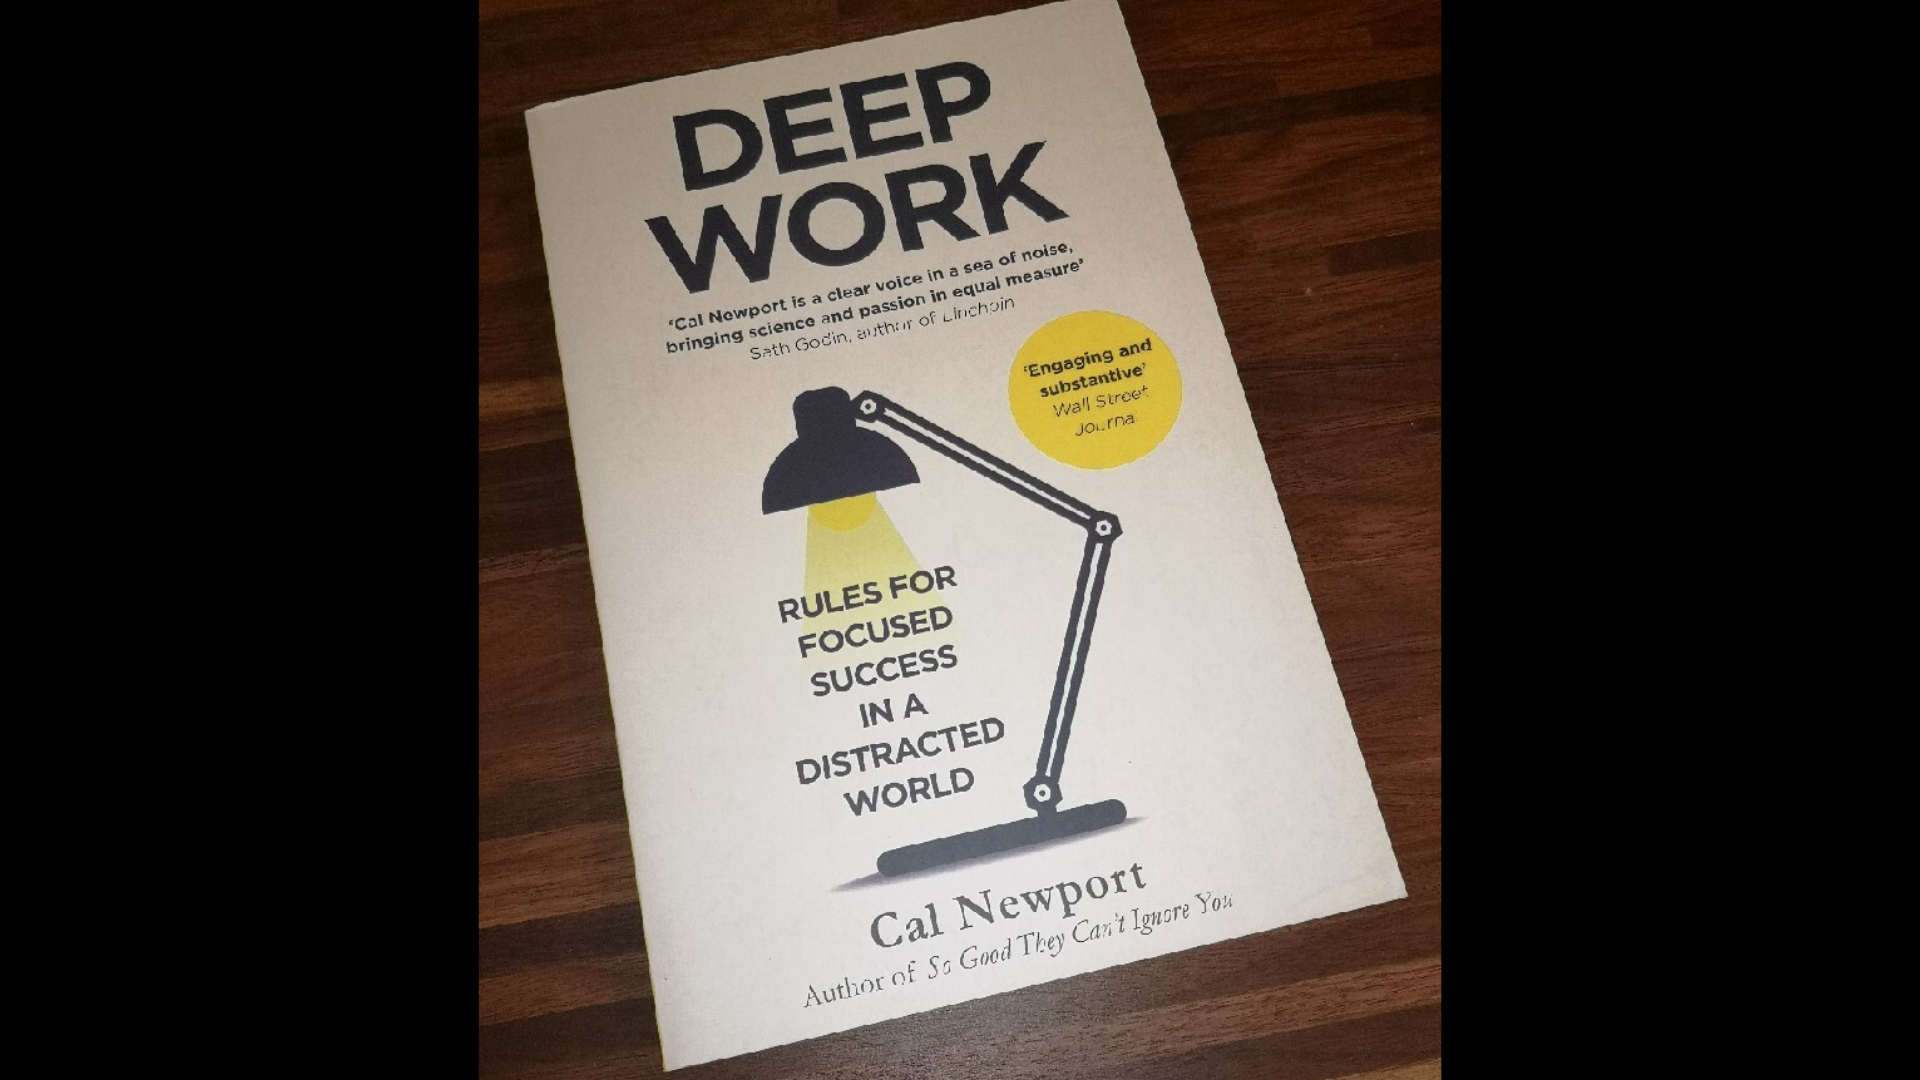 DEEP
WORK
‘Cal Newport is a clear voice in a sea of noise,
bringing science and passion in equal measure’
Seth Godin, author of Linchpin
‘Engaging and
substantive’
Wall Street
Journal
RULES FOR
FOCUSED
SUCCESS
IN A
DISTRACTED
WORLD
Cal Newport
Author of So Good They Can't Ignore You